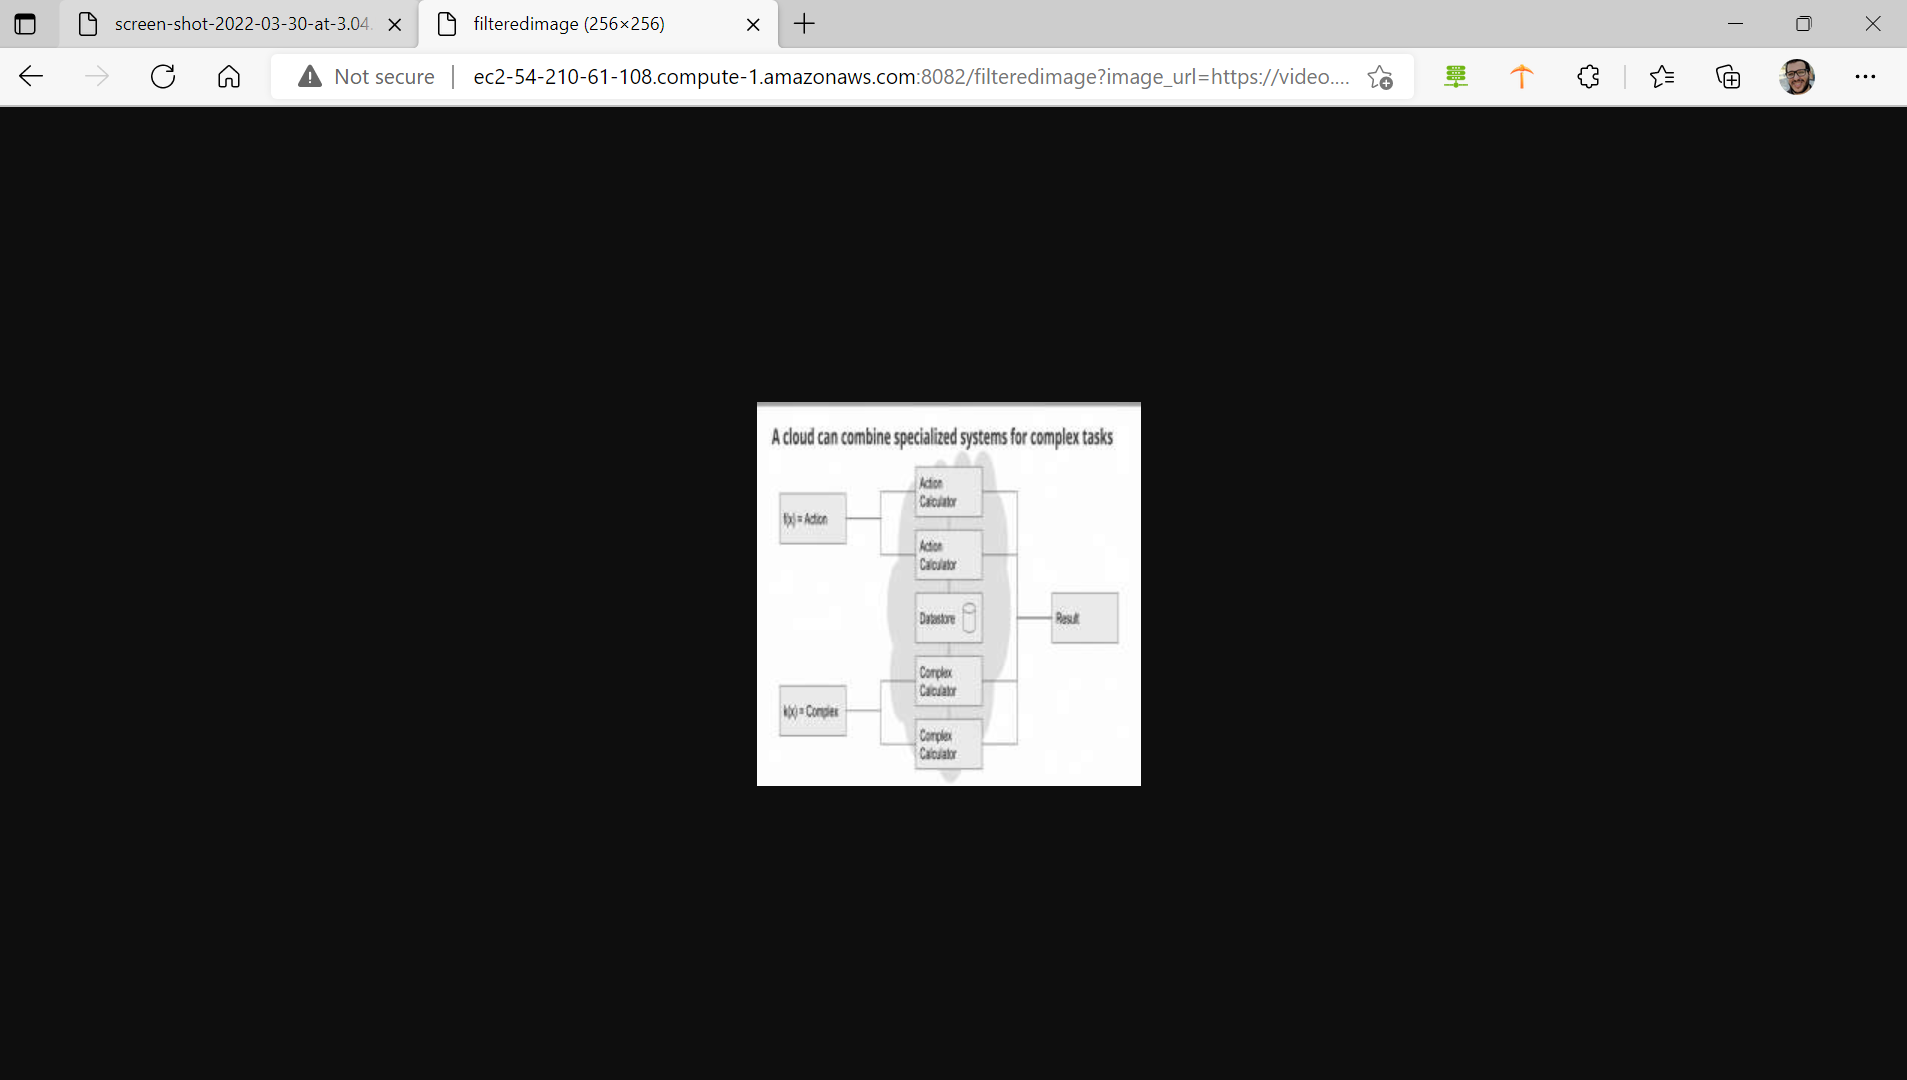 screen-shot-2022-03-30-at-3.04
filteredimage (256×256)
Not secure
ec2-54-210-61-108.compute-1.amazonaws.com:8082/filteredimage?image_url=https://video....
A cloud can combine specialized systems for complex tasks
Action
Calculator
f(x) = Action
Action
Calculator
Datastore
Result
Complex
Calculator
k(x) = Complex
Complex
Calculator